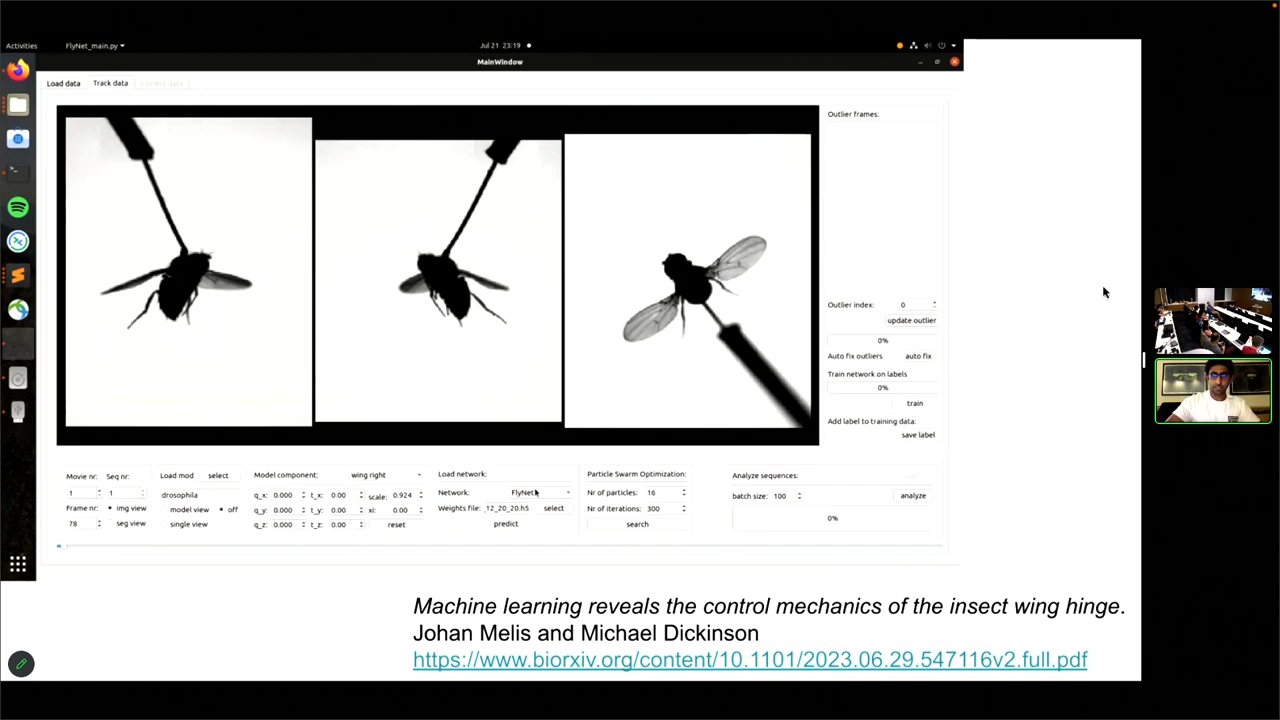 Activities FlyNet_main.py Jul 21 23:19
MainWindow
Load data Track data correct data
Outlier frames:
Outlier index: 0
update outlier
0%
Auto fix outliers auto fix
Train network on labels
0%
train
Add label to training data:
save label
Movie nr: Seq nr: Load mod select Model component: wing right Load network: Particle Swarm Optimization: Analyze sequences:
1 1 drosophila q_x: 0.000 t_x: 0.00 scale: 0.924 Network: FlyNet Nr of particles: 16 batch size: 100 analyze
Frame nr: img view model view off q_y: 0.000 t_y: 0.00 xi: 0.00 Weights file: _12_20_20.h5 select Nr of iterations: 300
78 seg view single view q_z: 0.000 t_z: 0.00 reset predict search 0%
Machine learning reveals the control mechanics of the insect wing hinge.
Johan Melis and Michael Dickinson
https://www.biorxiv.org/content/10.1101/2023.06.29.547116v2.full.pdf